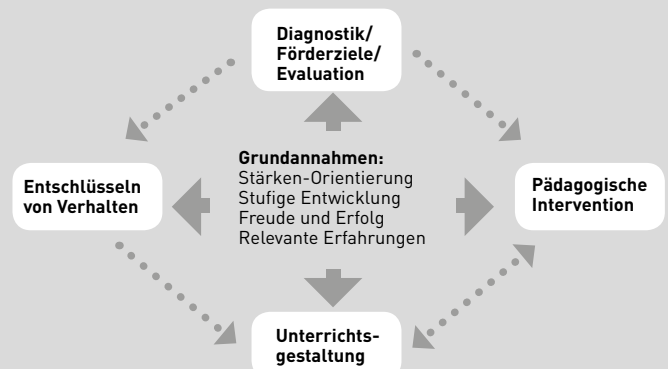 Diagnostik/
Förderziele/
Evaluation
Entschlüsseln
von Verhalten
Grundannahmen:
Stärken-Orientierung
Stufige Entwicklung
Freude und Erfolg
Relevante Erfahrungen
Pädagogische
Intervention
Unterrichts-
gestaltung